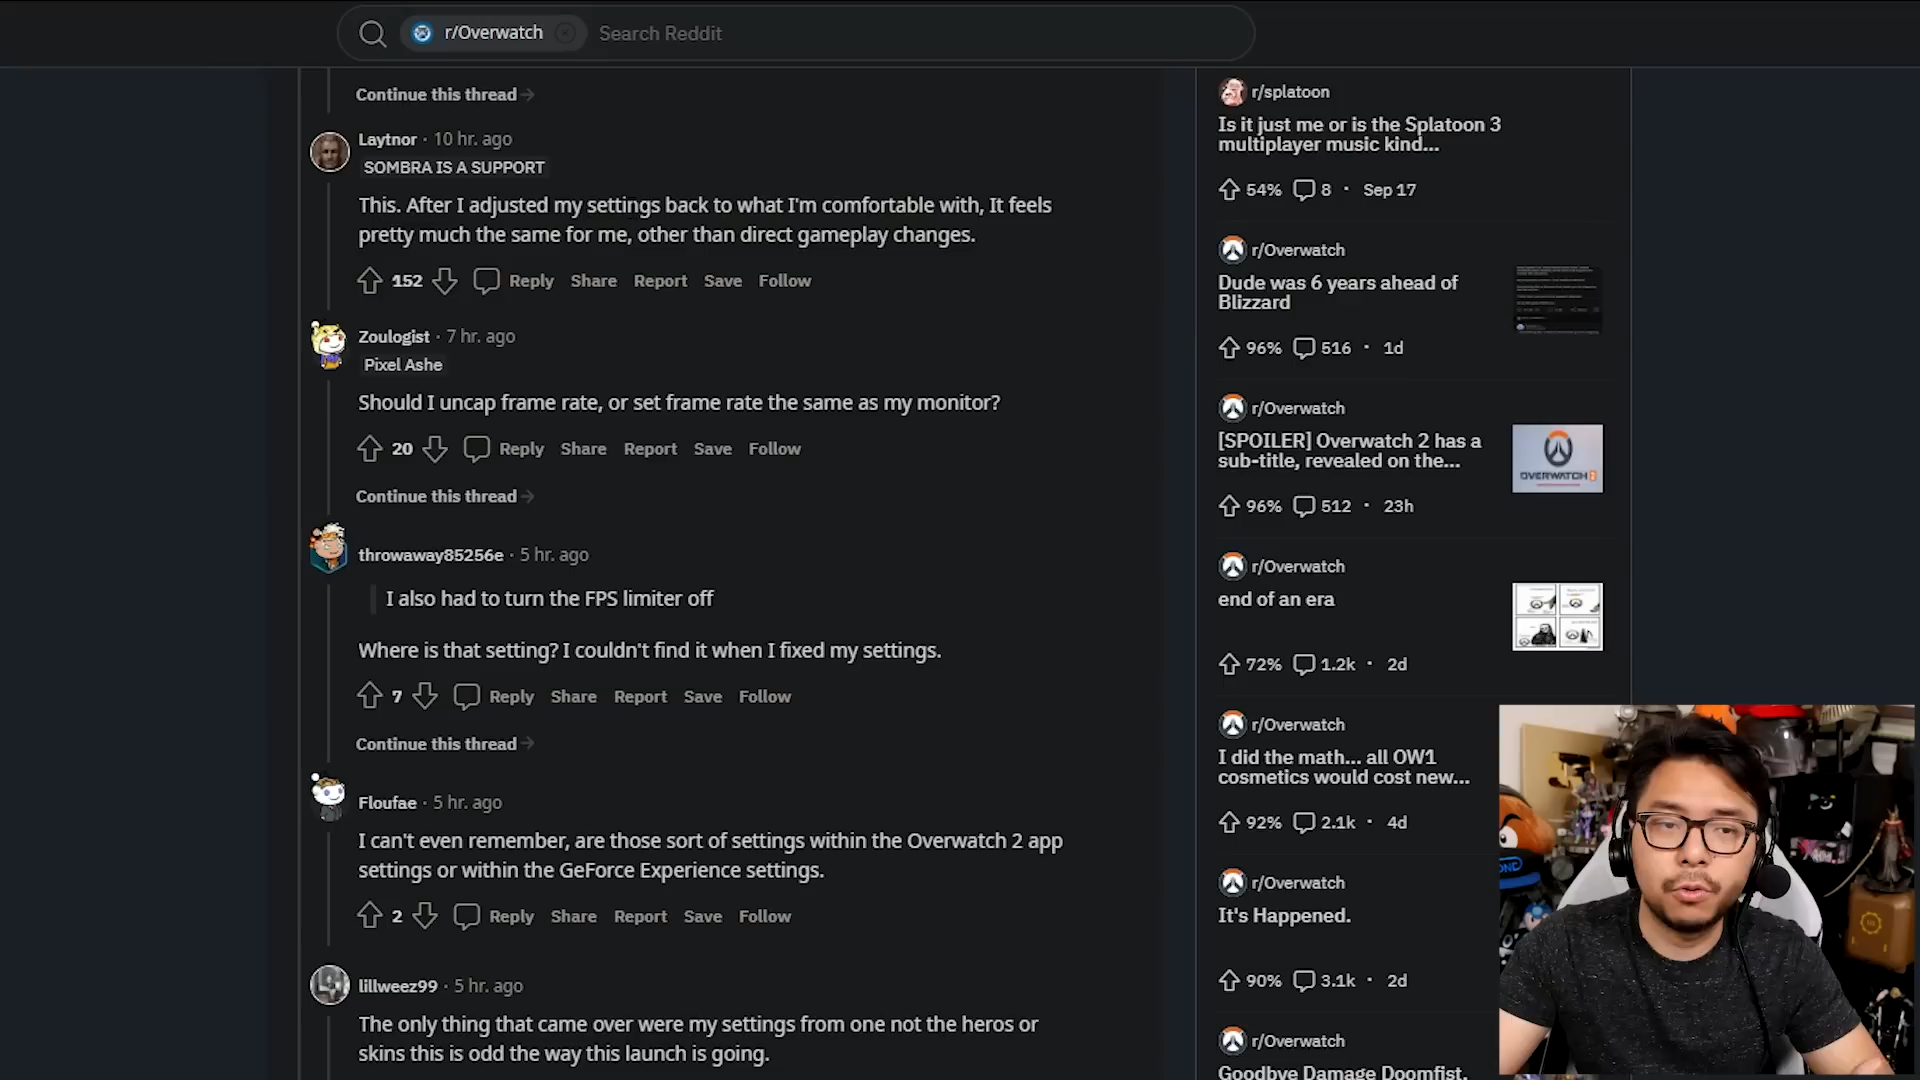 r/Overwatch
Search Reddit
Continue this thread
Laytnor · 10 hr. ago
SOMBRA IS A SUPPORT
This. After I adjusted my settings back to what I'm comfortable with, It feels
pretty much the same for me, other than direct gameplay changes.
152 Reply Share Report Save Follow
Zoulogist · 7 hr. ago
Pixel Ashe
Should I uncap frame rate, or set frame rate the same as my monitor?
20 Reply Share Report Save Follow
Continue this thread
throwaway85256e · 5 hr. ago
I also had to turn the FPS limiter off
Where is that setting? I couldn't find it when I fixed my settings.
7 Reply Share Report Save Follow
Continue this thread
Floufae · 5 hr. ago
I can't even remember, are those sort of settings within the Overwatch 2 app
settings or within the GeForce Experience settings.
2 Reply Share Report Save Follow
lillweez99 · 5 hr. ago
The only thing that came over were my settings from one not the heros or
skins this is odd the way this launch is going.
r/splatoon
Is it just me or is the Splatoon 3
multiplayer music kind...
54% 8 · Sep 17
r/Overwatch
Dude was 6 years ahead of
Blizzard
96% 516 · 1d
r/Overwatch
[SPOILER] Overwatch 2 has a
sub-title, revealed on the...
OVERWATCH 2
96% 512 · 23h
r/Overwatch
end of an era
72% 1.2k · 2d
r/Overwatch
I did the math... all OW1
cosmetics would cost new...
92% 2.1k · 4d
r/Overwatch
It's Happened.
90% 3.1k · 2d
r/Overwatch
Goodbye Damage Doomfist.